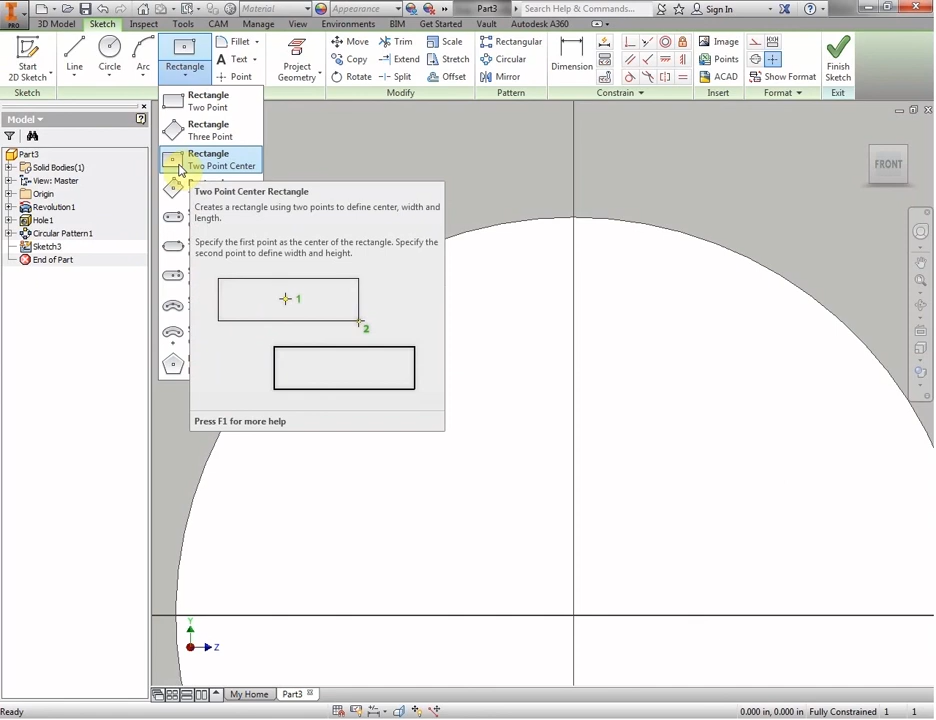 PRO
Material
Appearance
Part3
Search Help & Commands...
Sign In
3D Model
Sketch
Inspect
Tools
CAM
Manage
View
Environments
BIM
Get Started
Vault
Autodesk A360
Start
2D Sketch
Line
Circle
Arc
Rectangle
Fillet
Text
Point
Project
Geometry
Move
Copy
Rotate
Trim
Extend
Split
Scale
Stretch
Offset
Rectangular
Circular
Mirror
Dimension
Image
Points
ACAD
Show Format
Finish
Sketch
Sketch
Modify
Pattern
Constrain
Insert
Format
Exit
Model
Part3
Solid Bodies(1)
View: Master
Origin
Revolution1
Hole1
Circular Pattern1
Sketch3
End of Part
Rectangle
Two Point
Rectangle
Three Point
Rectangle
Two Point Center
Two Point Center Rectangle
Creates a rectangle using two points to define center, width and
length.
Specify the first point as the center of the rectangle. Specify the
second point to define width and height.
1
2
Press F1 for more help
FRONT
Y
Z
My Home
Part3
Ready
0.000 in, 0.000 in
Fully Constrained
1
1